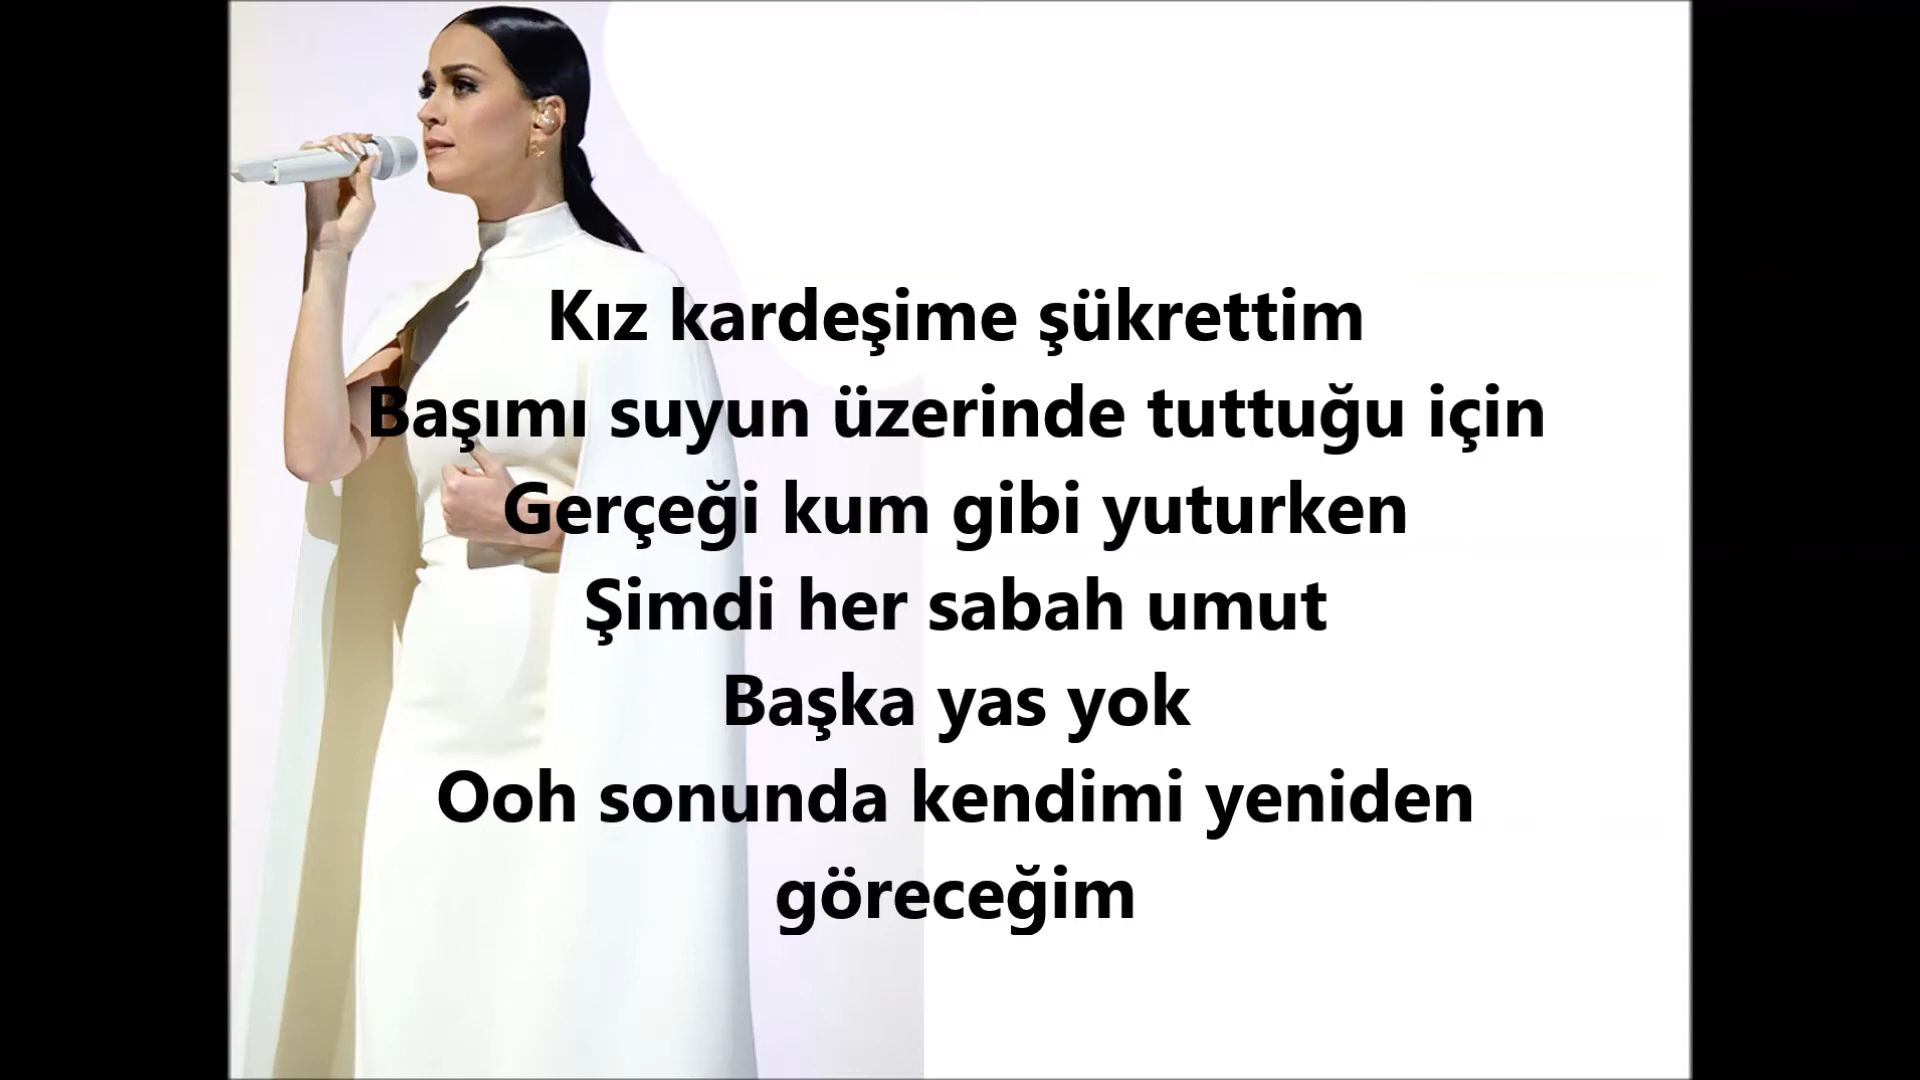 Kız kardeşime şükrettim
Başımı suyun üzerinde tuttuğu için
Gerçeği kum gibi yuturken
Şimdi her sabah umut
Başka yas yok
Ooh sonunda kendimi yeniden
göreceğim